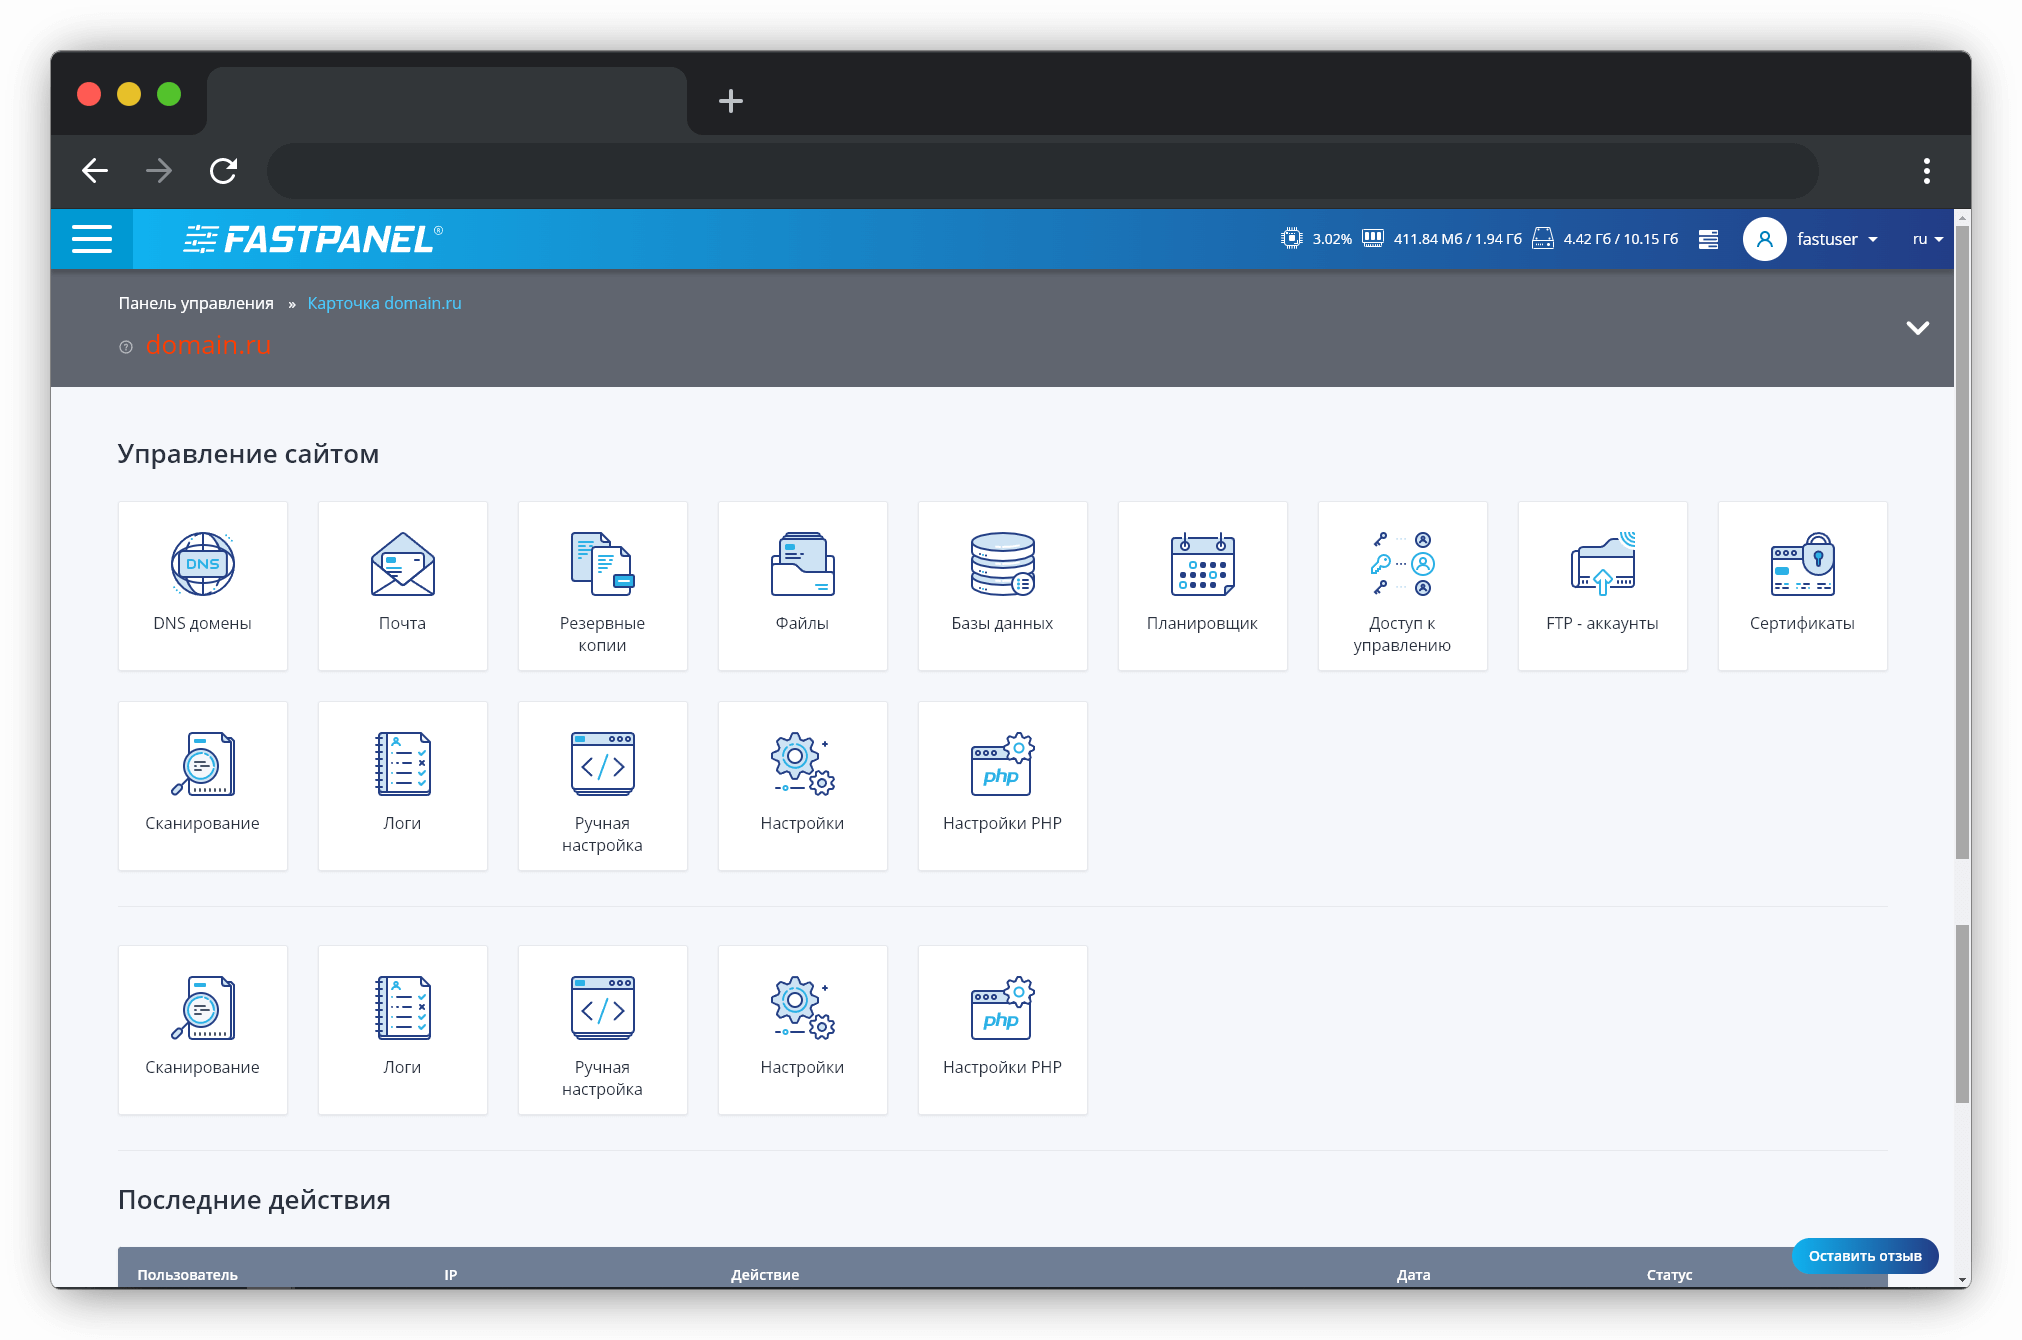 FASTPANEL®
3.02%
411.84 Мб / 1.94 Гб
4.42 Гб / 10.15 Гб
fastuser
ru
Панель управления » Карточка domain.ru
domain.ru
Управление сайтом
DNS
DNS домены
Почта
Резервные
копии
Файлы
Базы данных
Планировщик
Доступ к
управлению
FTP - аккаунты
Сертификаты
Сканирование
Логи
Ручная
настройка
Настройки
php
Настройки PHP
Сканирование
Логи
Ручная
настройка
Настройки
php
Настройки PHP
Последние действия
Оставить отзыв
Пользователь
IP
Действие
Дата
Статус